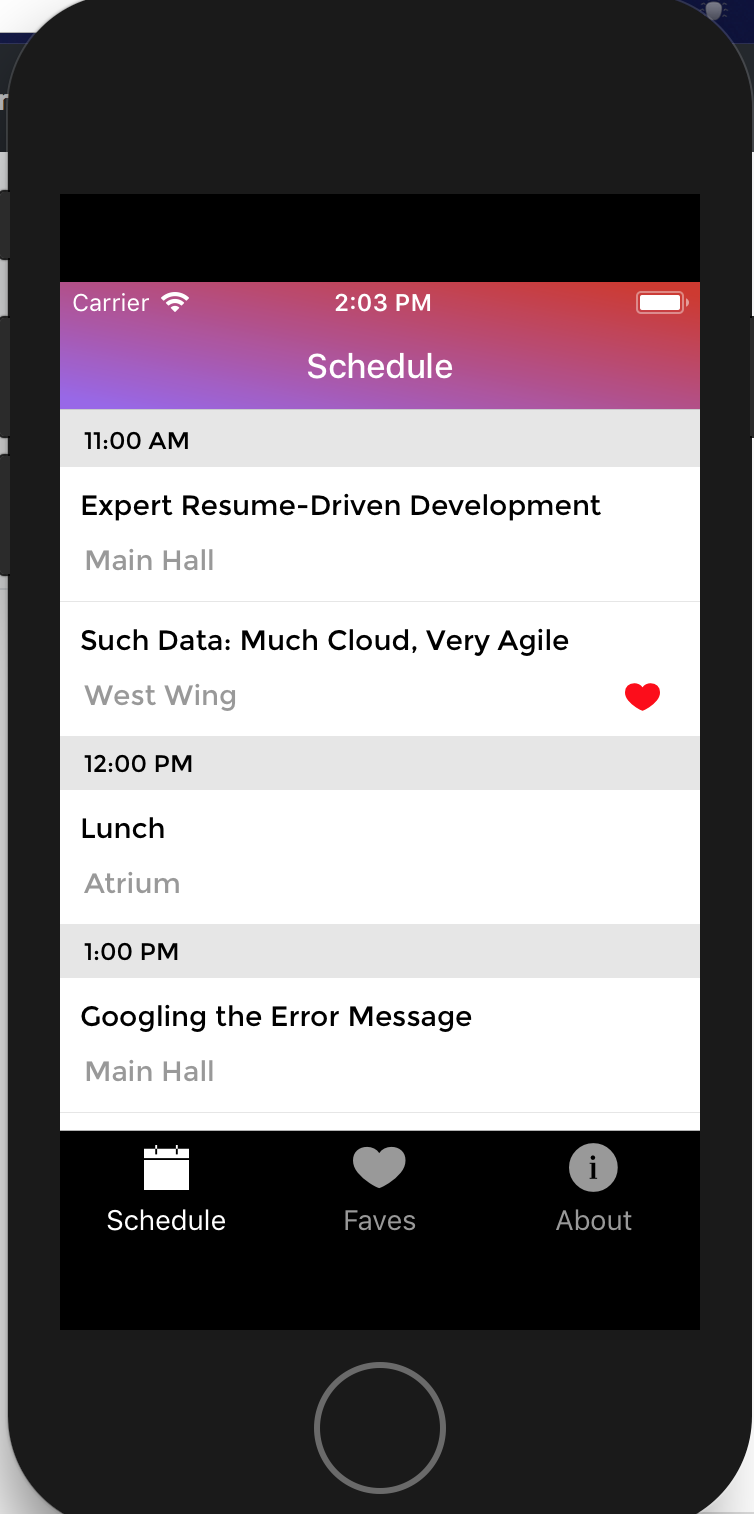 Carrier 2:03 PM
Schedule
11:00 AM
Expert Resume-Driven Development
Main Hall
Such Data: Much Cloud, Very Agile
West Wing
12:00 PM
Lunch
Atrium
1:00 PM
Googling the Error Message
Main Hall
Schedule Faves About